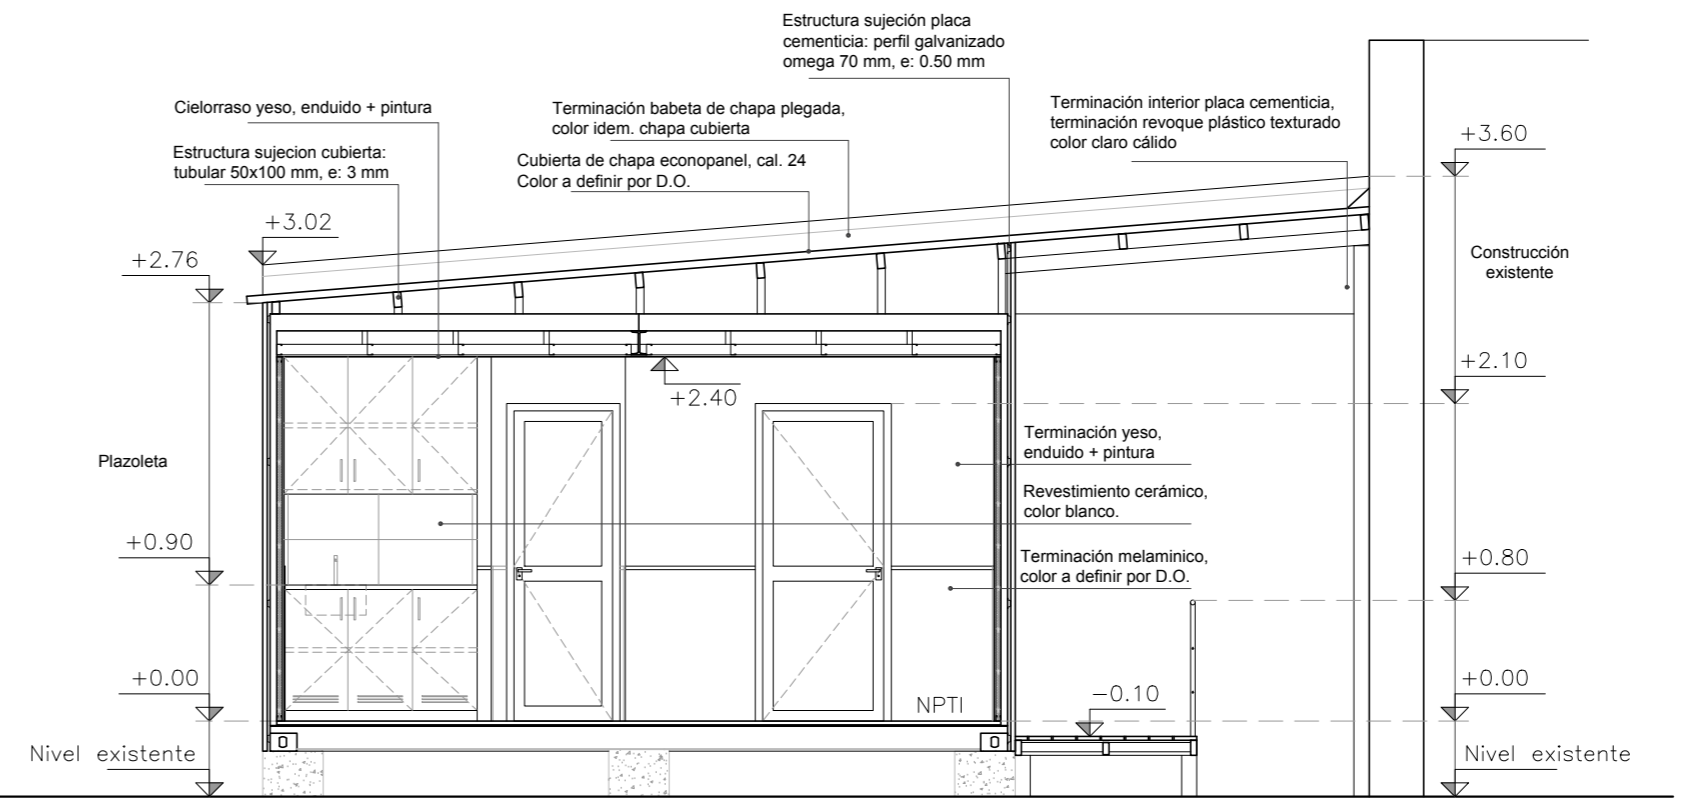 Estructura sujeción placa
cementicia: perfil galvanizado
omega 70 mm, e: 0.50 mm
Cielorraso yeso, enduido + pintura
Terminación babeta de chapa plegada,
color idem. chapa cubierta
Terminación interior placa cementicia,
terminación revoque plástico texturado
color claro cálido
Estructura sujecion cubierta:
tubular 50x100 mm, e: 3 mm
Cubierta de chapa econopanel, cal. 24
Color a definir por D.O.
+3.60
+3.02
+2.76
Construcción
existente
+2.10
+2.40
Plazoleta
Terminación yeso,
enduido + pintura
Revestimiento cerámico,
color blanco.
+0.90
Terminación melaminico,
color a definir por D.O.
+0.80
+0.00
NPTI
-0.10
+0.00
Nivel existente
Nivel existente